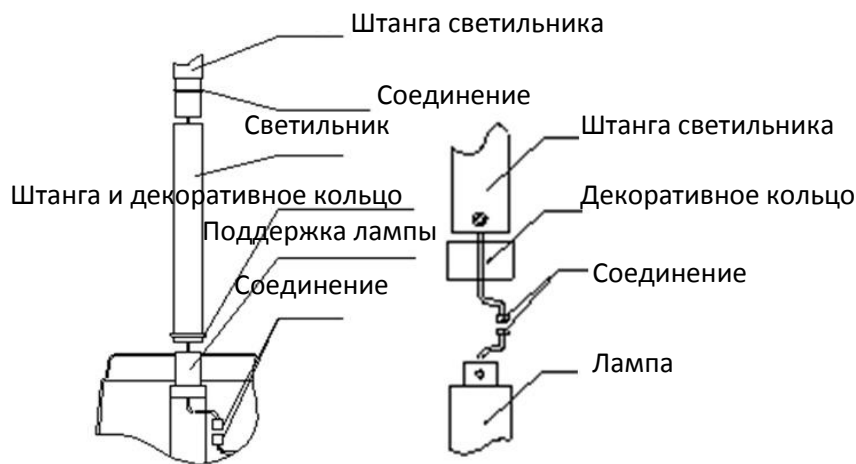 Штанга светильника
Соединение
Светильник
Штанга и декоративное кольцо
Поддержка лампы
Соединение
Штанга светильника
Декоративное кольцо
Соединение
Лампа